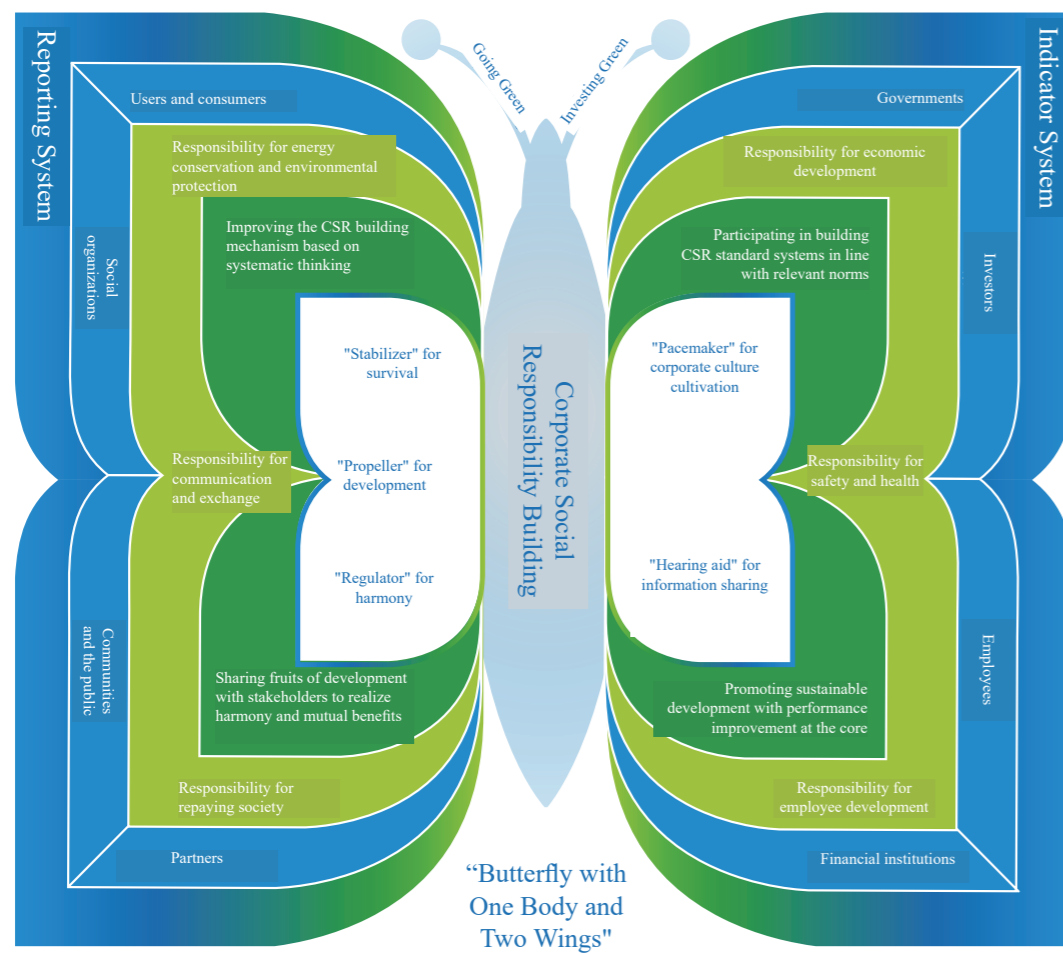 Going Green
Investing Green
Reporting System
Indicator System
Users and consumers
Governments
Responsibility for energy
conservation and environmental
protection
Responsibility for economic
development
Improving the CSR building
mechanism based on
systematic thinking
Participating in building
CSR standard systems in line
with relevant norms
Social
organizations
Investors
"Stabilizer" for
survival
"Pacemaker" for
corporate culture
cultivation
Corporate Social
Responsibility Building
Responsibility for
communication
and exchange
"Propeller" for
development
Responsibility for
safety and health
"Regulator" for
harmony
"Hearing aid" for
information sharing
Communities
and the public
Employees
Sharing fruits of development
with stakeholders to realize
harmony and mutual benefits
Promoting sustainable
development with performance
improvement at the core
Responsibility for
repaying society
Responsibility for
employee development
Partners
Financial institutions
“Butterfly with
One Body and
Two Wings"